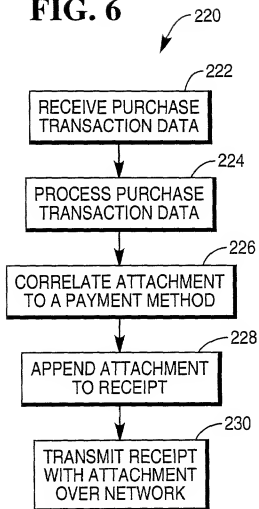 FIG. 6
220
222
RECEIVE PURCHASE
TRANSACTION DATA
224
PROCESS PURCHASE
TRANSACTION DATA
226
CORRELATE ATTACHMENT
TO A PAYMENT METHOD
228
APPEND ATTACHMENT
TO RECEIPT
230
TRANSMIT RECEIPT
WITH ATTACHMENT
OVER NETWORK